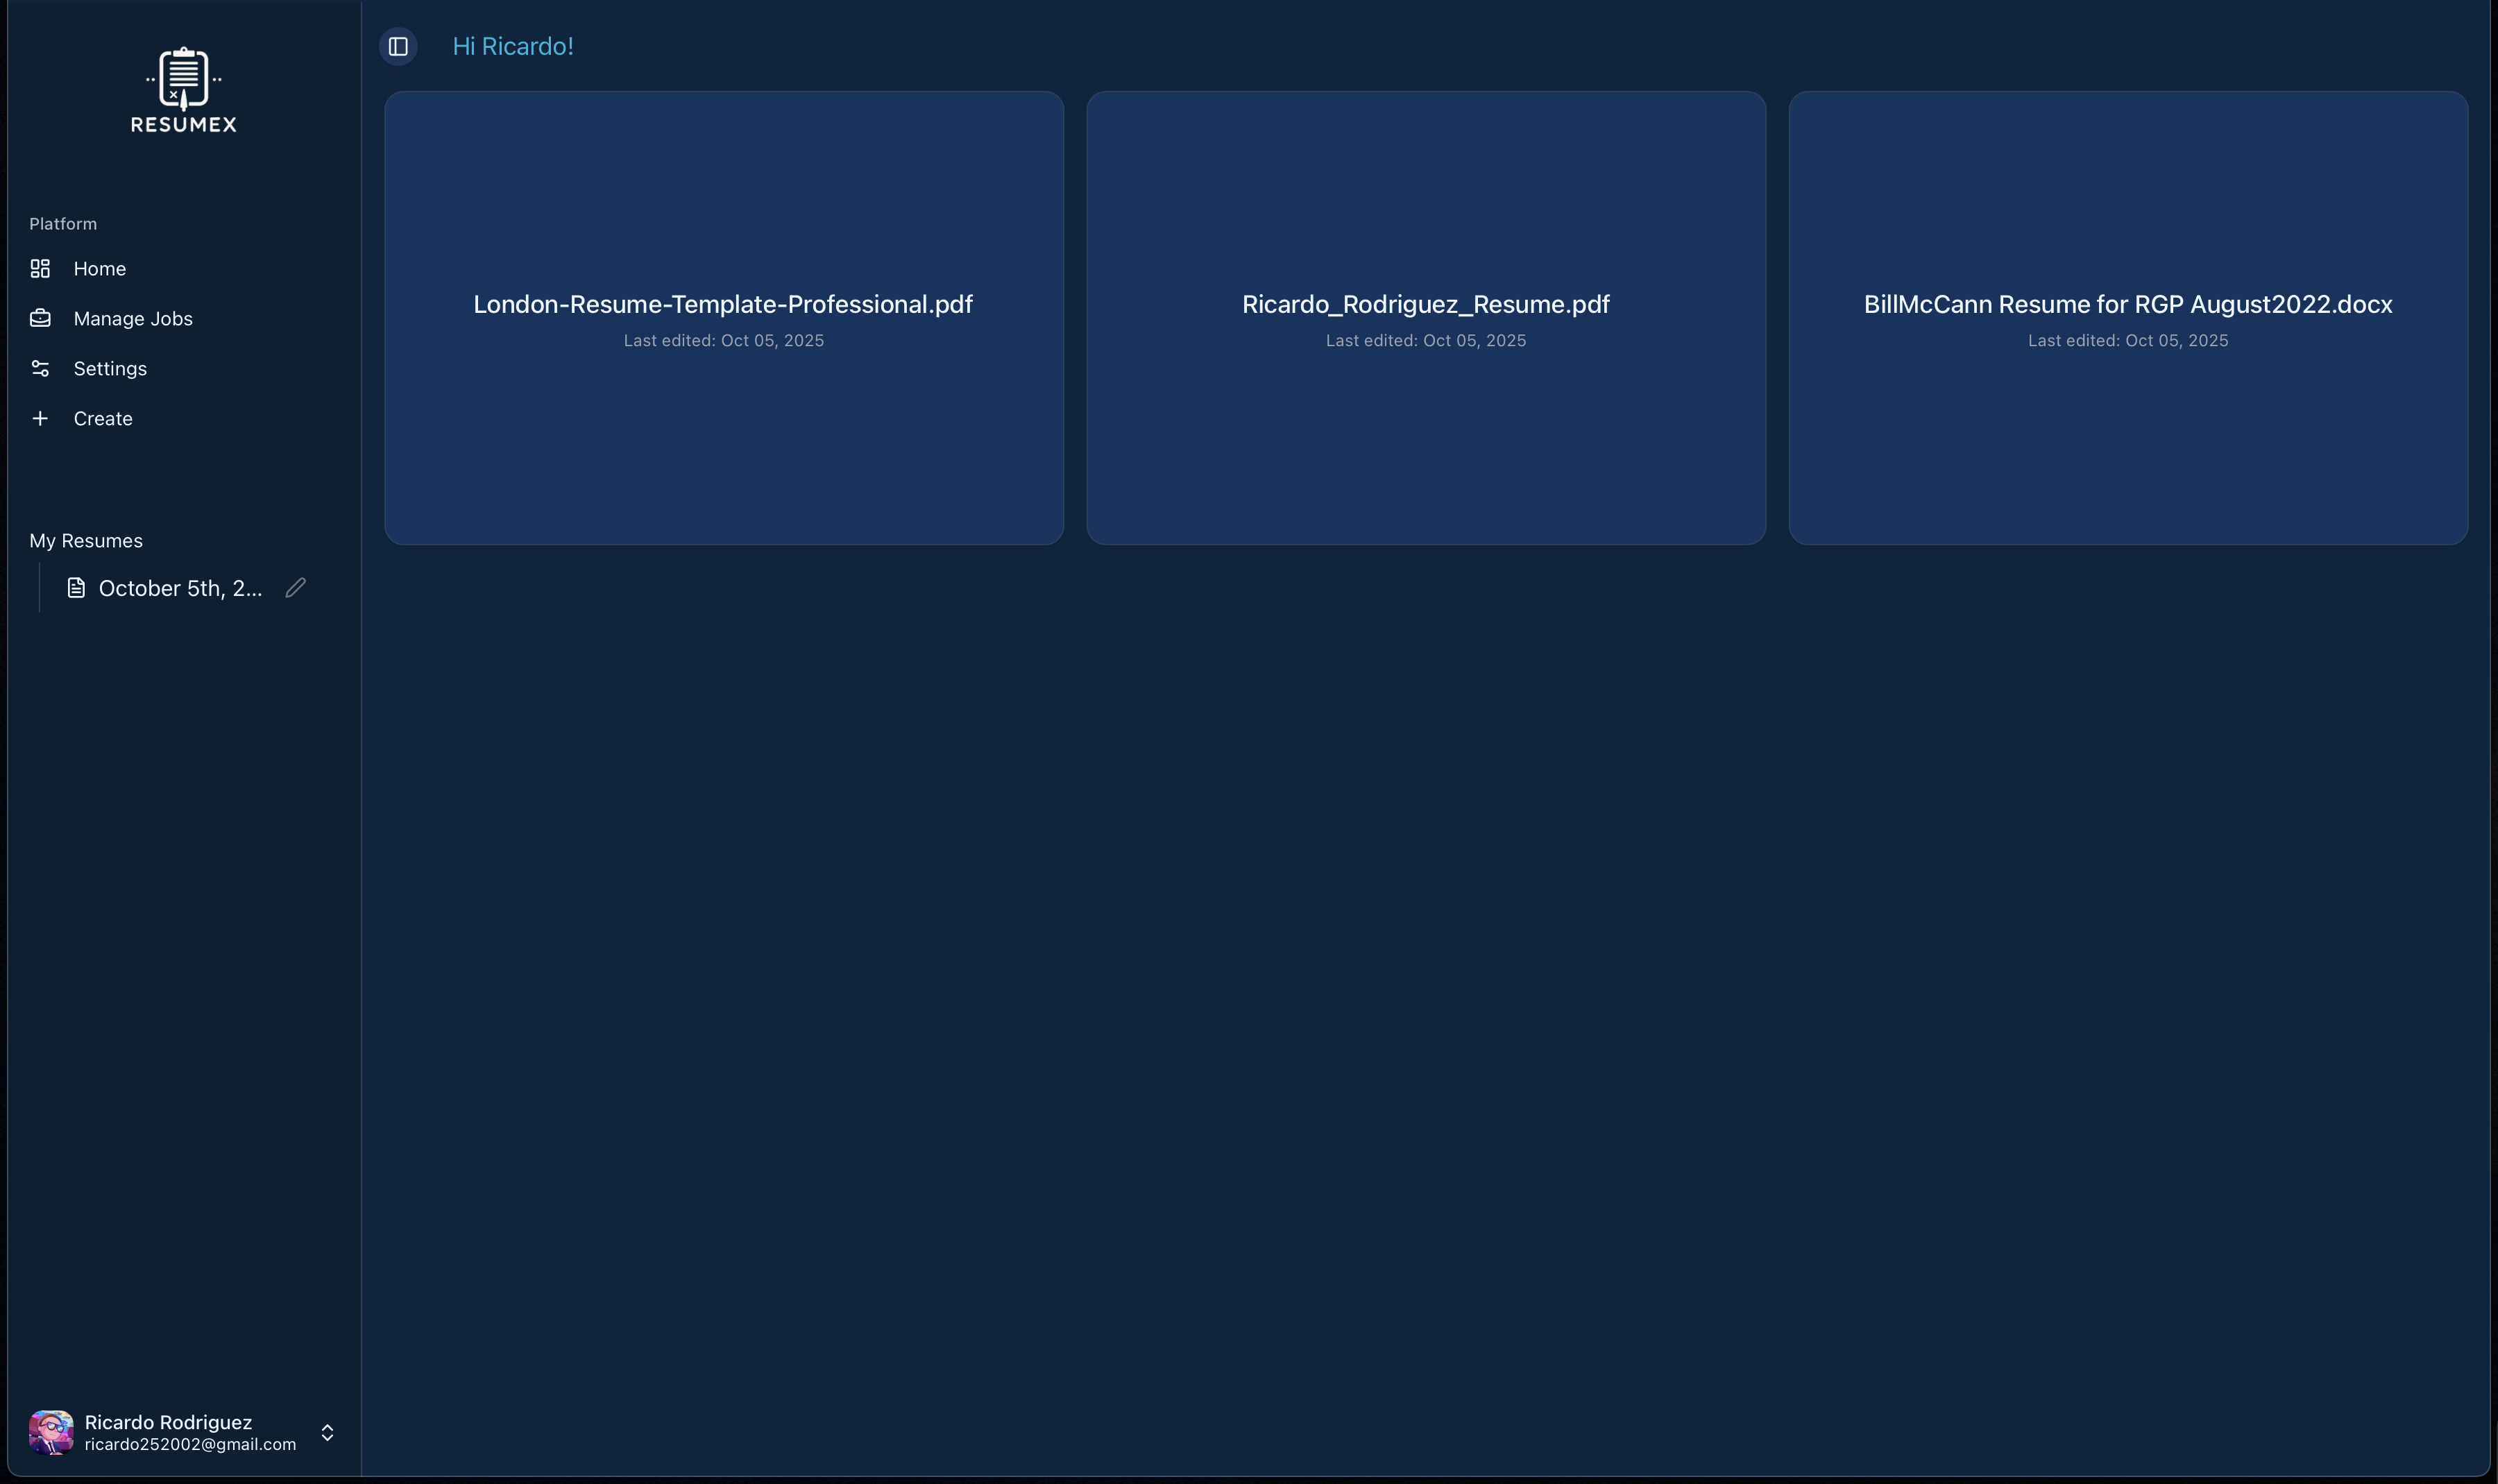 RESUMEX
Platform
Home
Manage Jobs
Settings
Create
My Resumes
October 5th, 2...
Ricardo Rodriguez
ricardo252002@gmail.com
Hi Ricardo!
London-Resume-Template-Professional.pdf
Last edited: Oct 05, 2025
Ricardo_Rodriguez_Resume.pdf
Last edited: Oct 05, 2025
BillMcCann Resume for RGP August2022.docx
Last edited: Oct 05, 2025